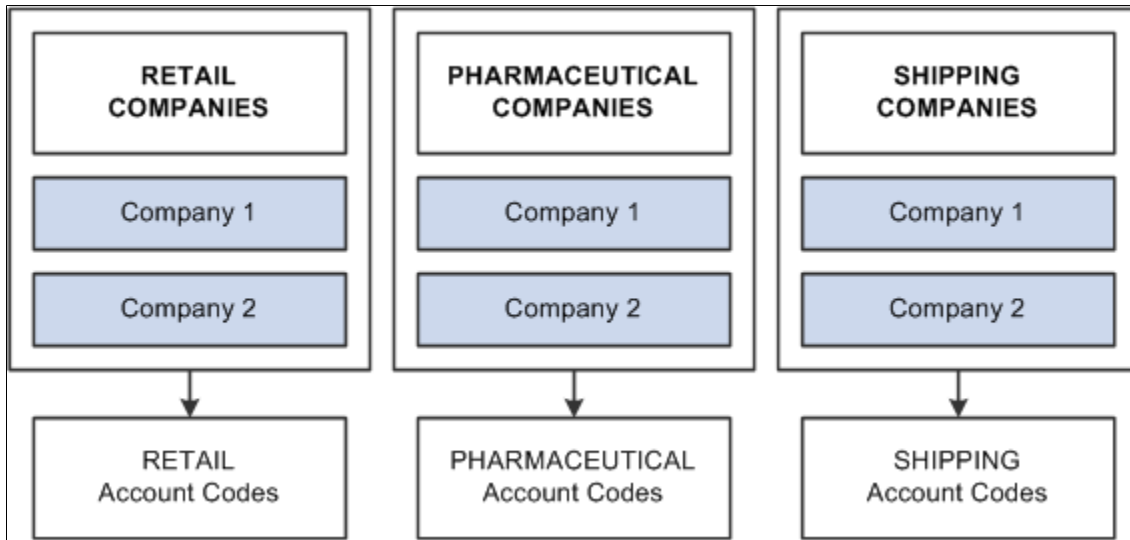 RETAIL
COMPANIES
Company 1
Company 2
RETAIL
Account Codes
PHARMACEUTICAL
COMPANIES
Company 1
Company 2
PHARMACEUTICAL
Account Codes
SHIPPING
COMPANIES
Company 1
Company 2
SHIPPING
Account Codes